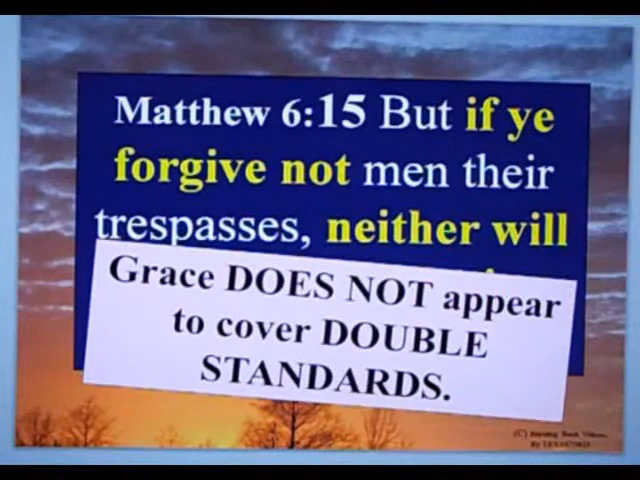 Matthew 6:15 But if ye
forgive not men their
trespasses, neither will
Grace DOES NOT appear
to cover DOUBLE
STANDARDS.